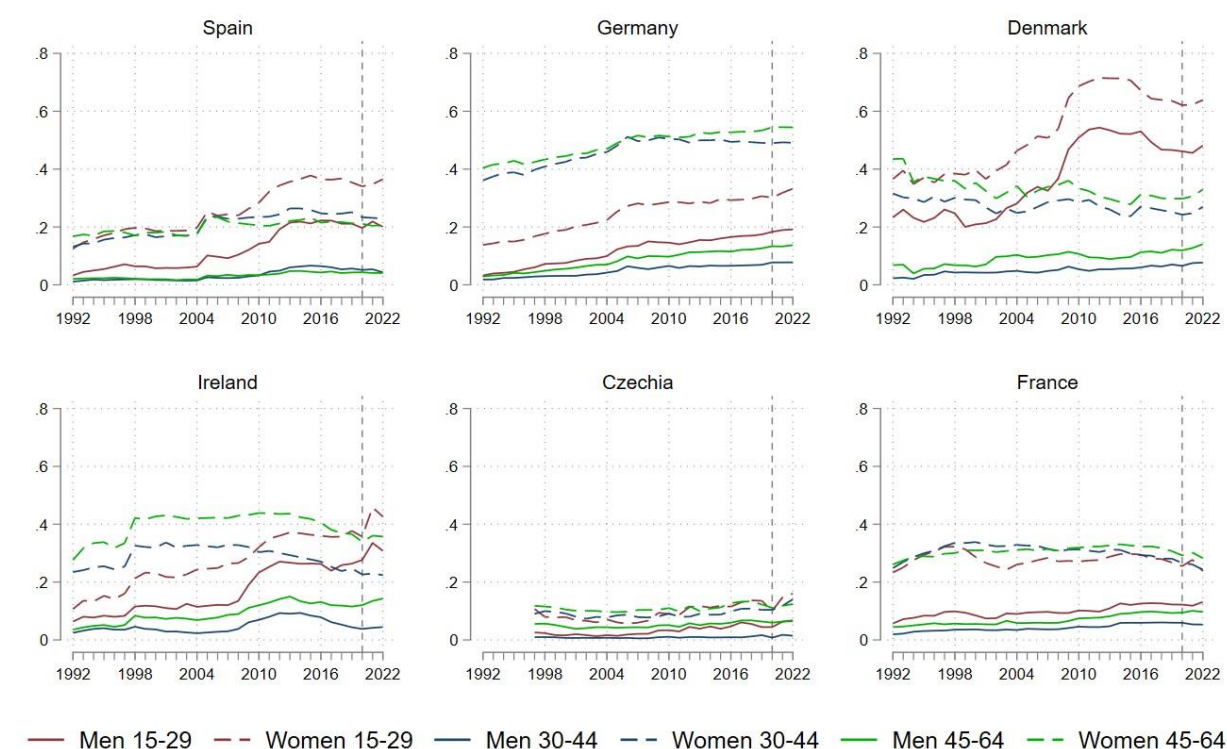 Spain Germany Denmark
.8 .8 .8
.6 .6 .6
.4 .4 .4
.2 .2 .2
0 0 0
1992 1998 2004 2010 2016 2022 1992 1998 2004 2010 2016 2022 1992 1998 2004 2010 2016 2022
Ireland Czechia France
.8 .8 .8
.6 .6 .6
.4 .4 .4
.2 .2 .2
0 0 0
1992 1998 2004 2010 2016 2022 1992 1998 2004 2010 2016 2022 1992 1998 2004 2010 2016 2022
Men 15-29 Women 15-29 Men 30-44 Women 30-44 Men 45-64 Women 45-64